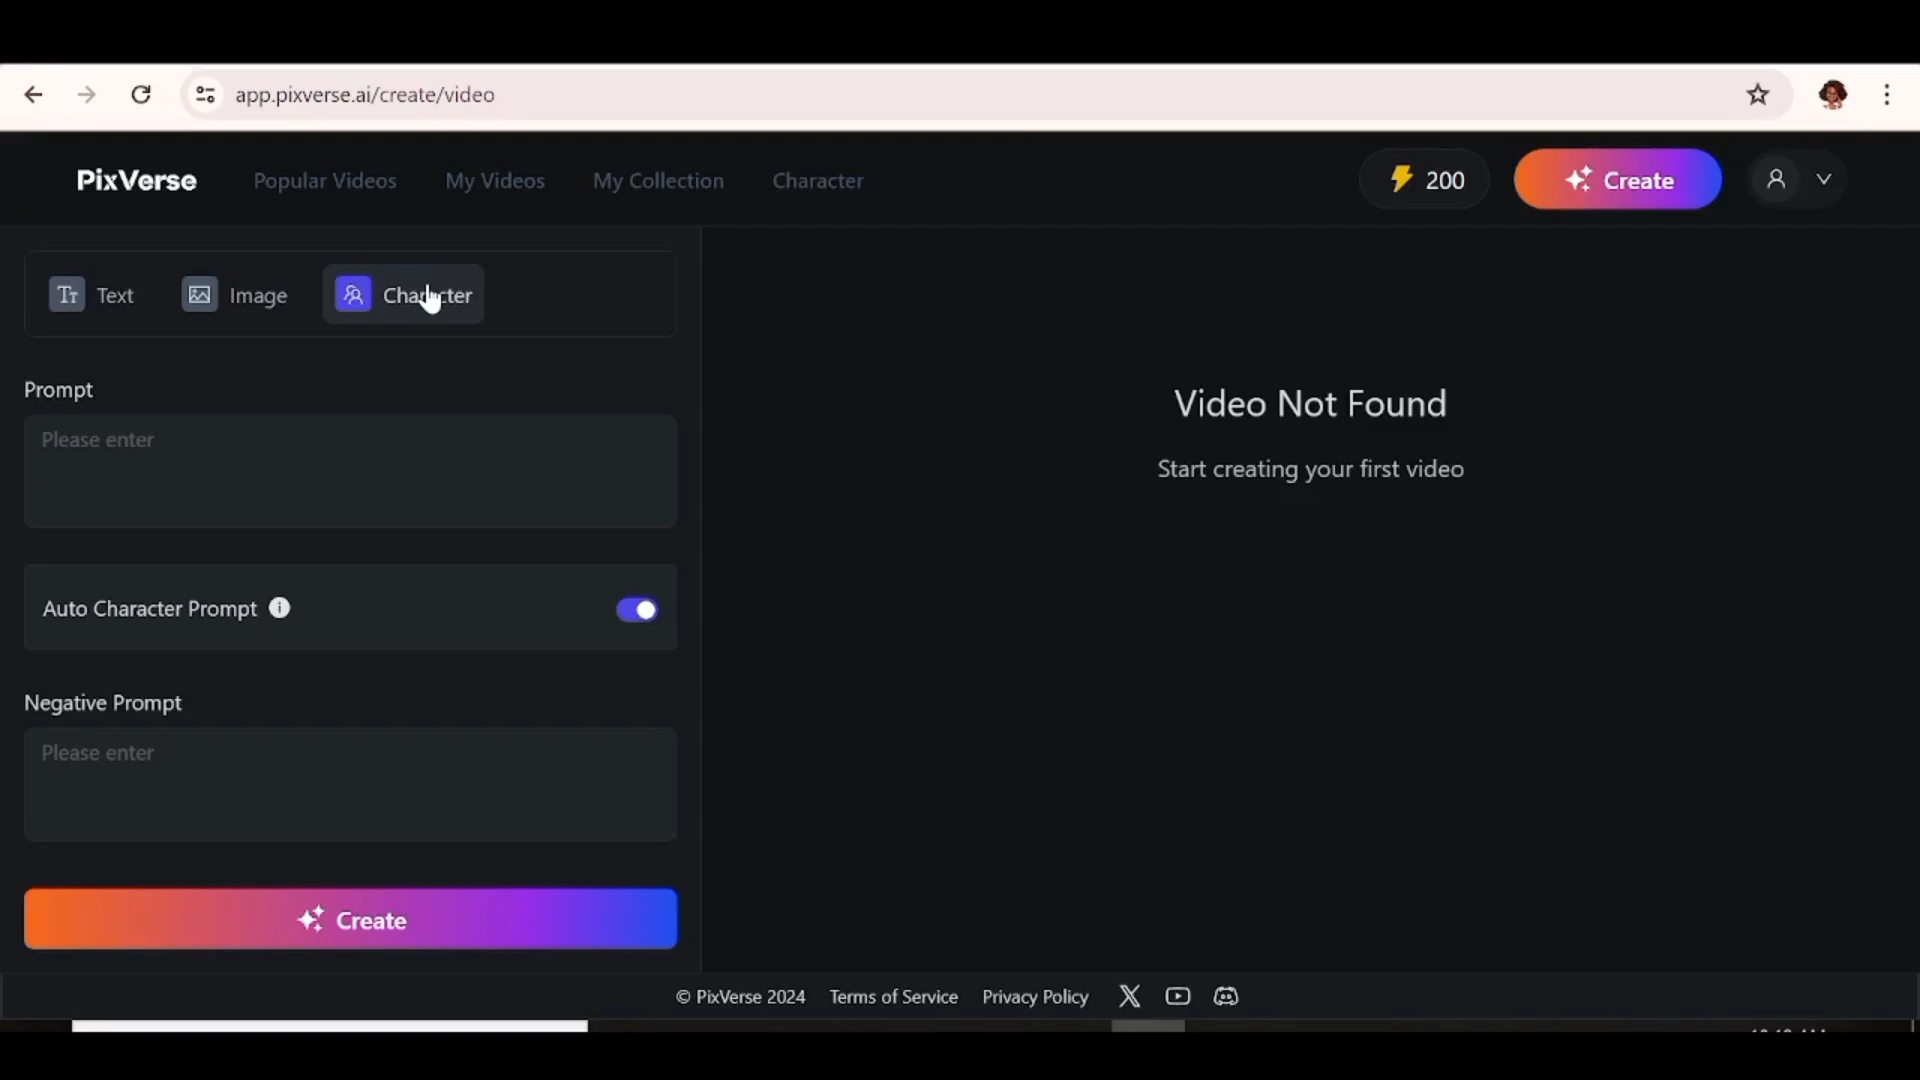 app.pixverse.ai/create/video
PixVerse Popular Videos My Videos My Collection Character 200 Create
Text Image Character
Prompt
Please enter
Auto Character Prompt
Negative Prompt
Please enter
Create
Video Not Found
Start creating your first video
© PixVerse 2024 Terms of Service Privacy Policy